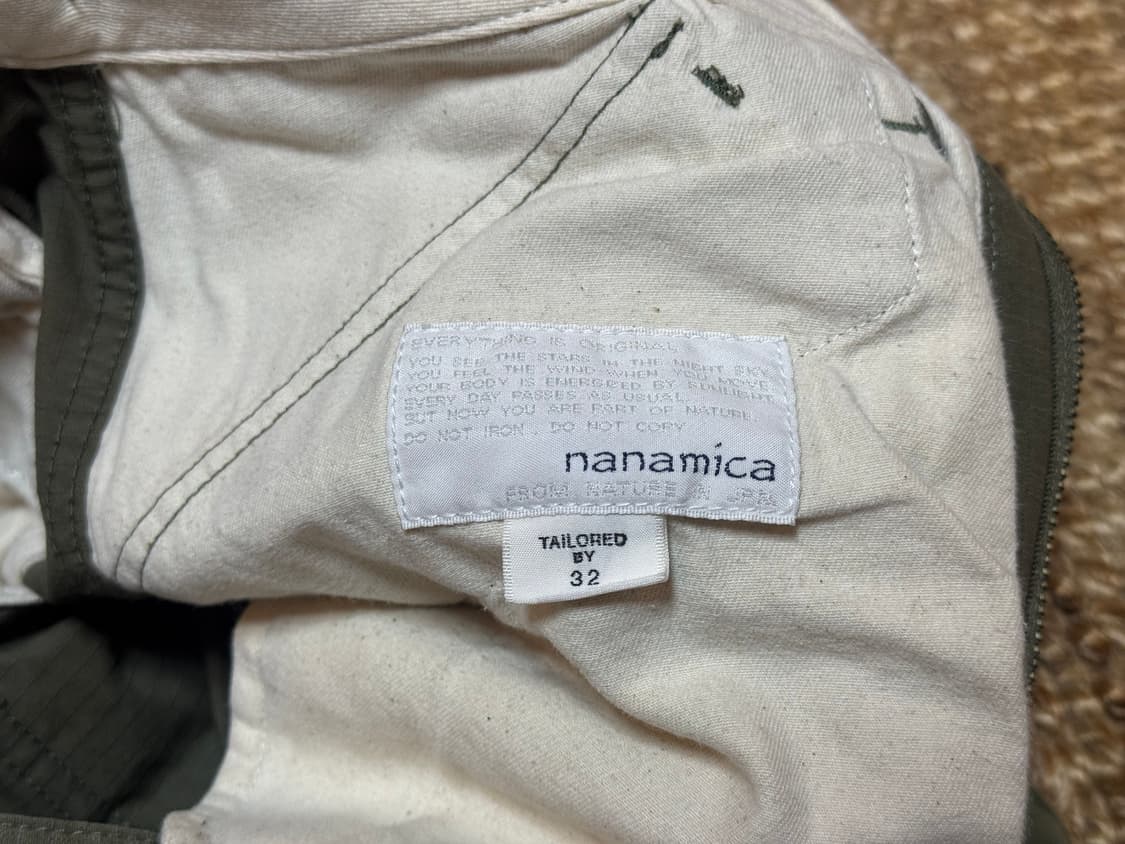 EVERYTHING IS ORIGINAL.
YOU SEE THE STARS IN THE NIGHT SKY.
YOU FEEL THE WIND WHEN YOU MOVE.
YOUR BODY IS ENERGIZED BY SUNLIGHT.
EVERY DAY PASSES AS USUAL.
BUT NOW YOU ARE PART OF NATURE.
DO NOT IRON . DO NOT COPY
nanamica
FROM NATURE IN JPN.
TAILORED
BY
32